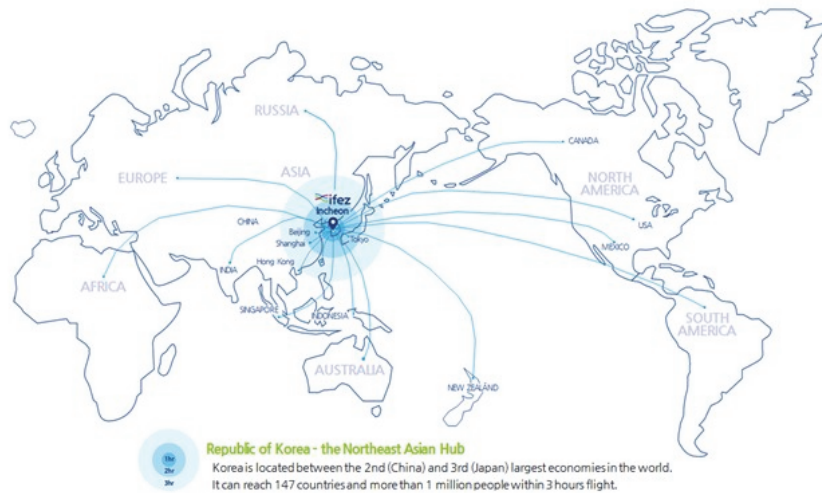 RUSSIA
CANADA
ASIA
EUROPE
NORTH
AMERICA
ifez
Incheon
CHINA
USA
Beijing
Tokyo
Shanghai
MEXICO
Hong Kong
INDIA
AFRICA
SINGAPORE
INDONESIA
SOUTH
AMERICA
AUSTRALIA
NEW ZEALAND
Republic of Korea - the Northeast Asian Hub
1hr
2hr
3hr
Korea is located between the 2nd (China) and 3rd (Japan) largest economies in the world.
It can reach 147 countries and more than 1 million people within 3 hours flight.